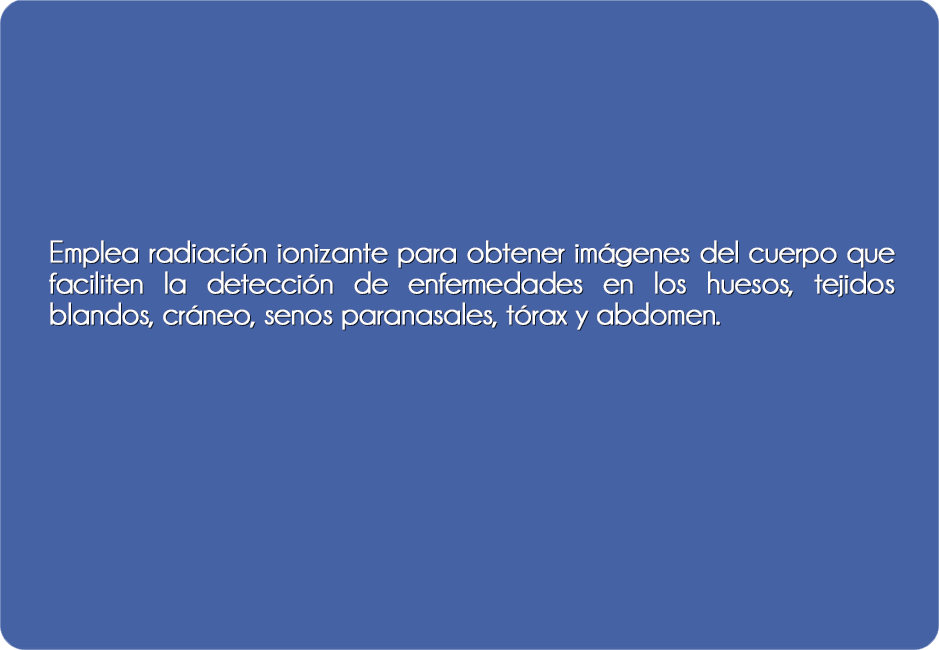 Emplea radiación ionizante para obtener imágenes del cuerpo que
faciliten la detección de enfermedades en los huesos, tejidos
blandos, cráneo, senos paranasales, tórax y abdomen.